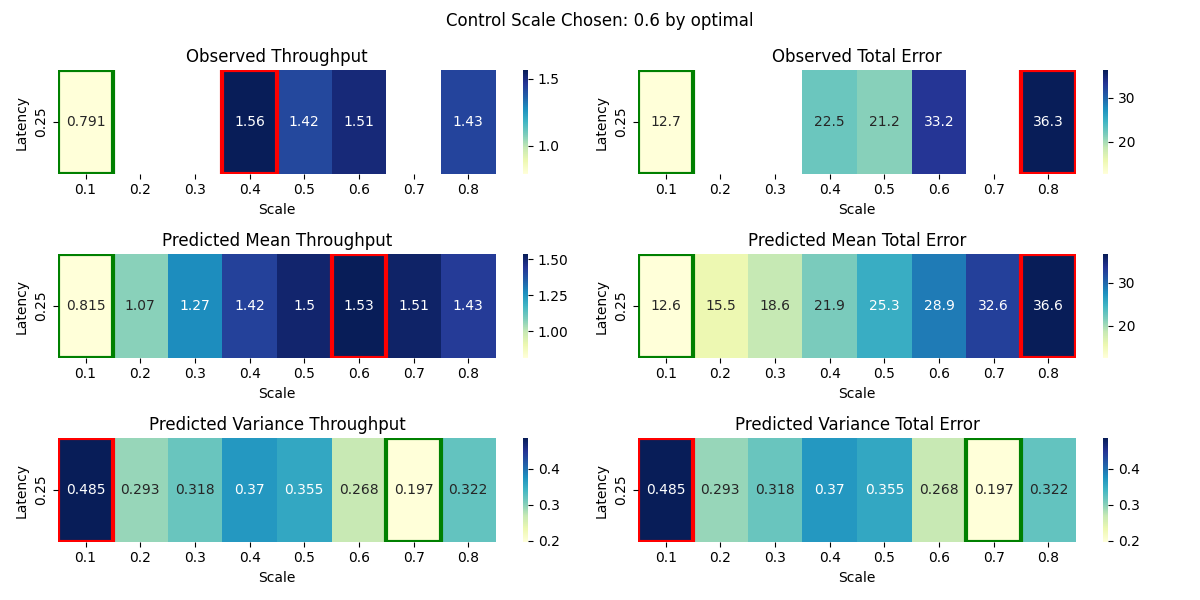 Control Scale Chosen: 0.6 by optimal
Observed Throughput
Latency
0.25
0.791 1.56 1.42 1.51 1.43
0.1 0.2 0.3 0.4 0.5 0.6 0.7 0.8
Scale
1.5
1.0
Observed Total Error
Latency
0.25
12.7 22.5 21.2 33.2 36.3
0.1 0.2 0.3 0.4 0.5 0.6 0.7 0.8
Scale
30
20
Predicted Mean Throughput
Latency
0.25
0.815 1.07 1.27 1.42 1.5 1.53 1.51 1.43
0.1 0.2 0.3 0.4 0.5 0.6 0.7 0.8
Scale
1.50
1.25
1.00
Predicted Mean Total Error
Latency
0.25
12.6 15.5 18.6 21.9 25.3 28.9 32.6 36.6
0.1 0.2 0.3 0.4 0.5 0.6 0.7 0.8
Scale
30
20
Predicted Variance Throughput
Latency
0.25
0.485 0.293 0.318 0.37 0.355 0.268 0.197 0.322
0.1 0.2 0.3 0.4 0.5 0.6 0.7 0.8
Scale
0.4
0.3
0.2
Predicted Variance Total Error
Latency
0.25
0.485 0.293 0.318 0.37 0.355 0.268 0.197 0.322
0.1 0.2 0.3 0.4 0.5 0.6 0.7 0.8
Scale
0.4
0.3
0.2